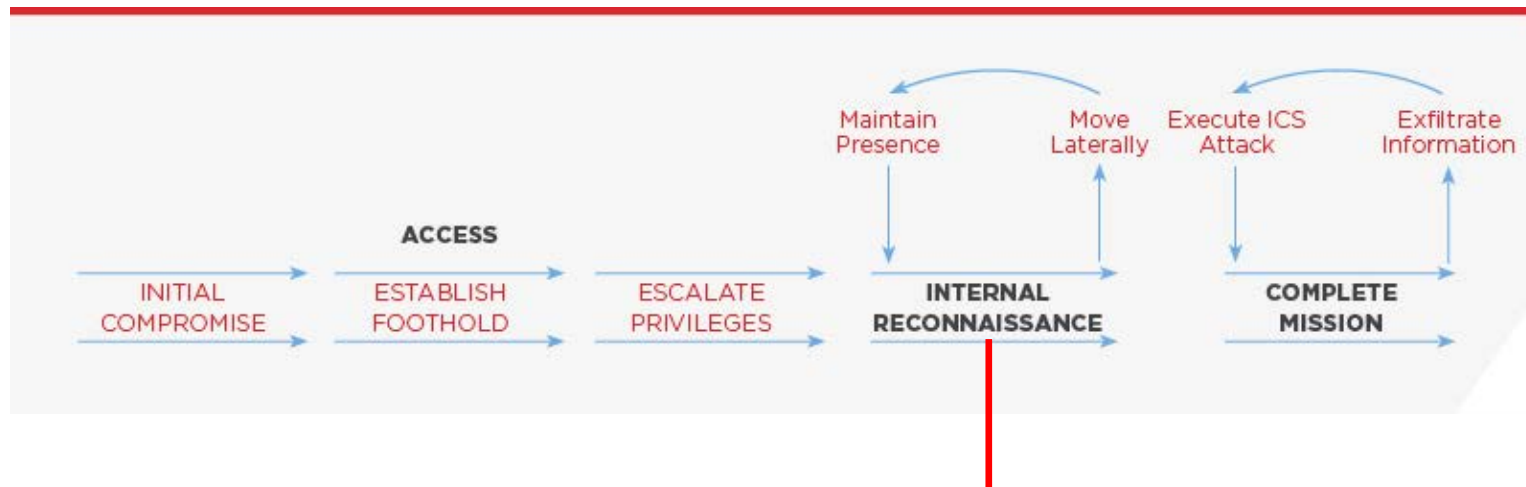 Maintain
Presence
Move
Laterally
Execute ICS
Attack
Exfiltrate
Information
ACCESS
INITIAL
COMPROMISE
ESTABLISH
FOOTHOLD
ESCALATE
PRIVILEGES
INTERNAL
RECONNAISSANCE
COMPLETE
MISSION